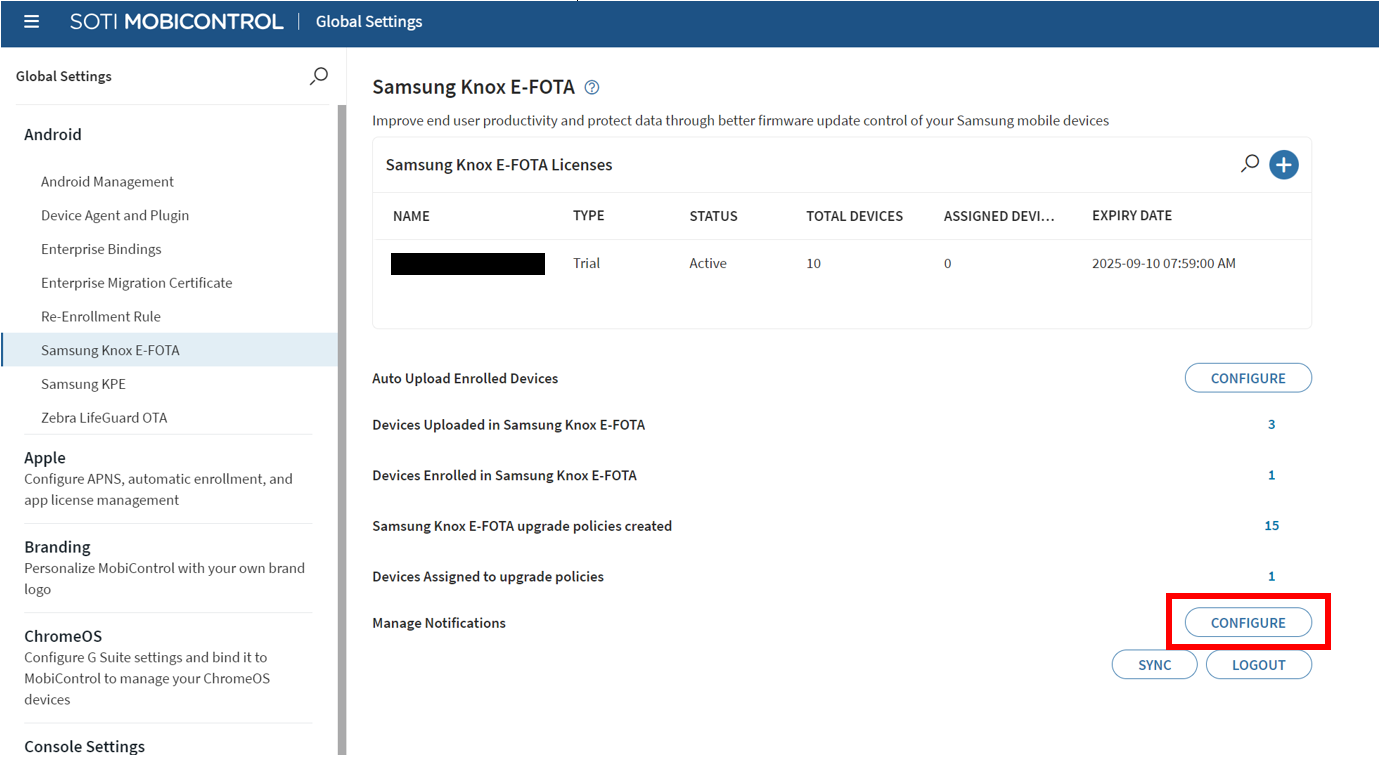 SOTI MOBICONTROL | Global Settings
Global Settings
Android
Android Management
Device Agent and Plugin
Enterprise Bindings
Enterprise Migration Certificate
Re-Enrollment Rule
Samsung Knox E-FOTA
Samsung KPE
Zebra LifeGuard OTA
Apple
Configure APNS, automatic enrollment, and
app license management
Branding
Personalize MobiControl with your own brand
logo
ChromeOS
Configure G Suite settings and bind it to
MobiControl to manage your ChromeOS
devices
Console Settings
Samsung Knox E-FOTA ?
Improve end user productivity and protect data through better firmware update control of your Samsung mobile devices
Samsung Knox E-FOTA Licenses
NAME TYPE STATUS TOTAL DEVICES ASSIGNED DEVI... EXPIRY DATE
Trial Active 10 0 2025-09-10 07:59:00 AM
Auto Upload Enrolled Devices CONFIGURE
Devices Uploaded in Samsung Knox E-FOTA 3
Devices Enrolled in Samsung Knox E-FOTA 1
Samsung Knox E-FOTA upgrade policies created 15
Devices Assigned to upgrade policies 1
Manage Notifications CONFIGURE
SYNC LOGOUT